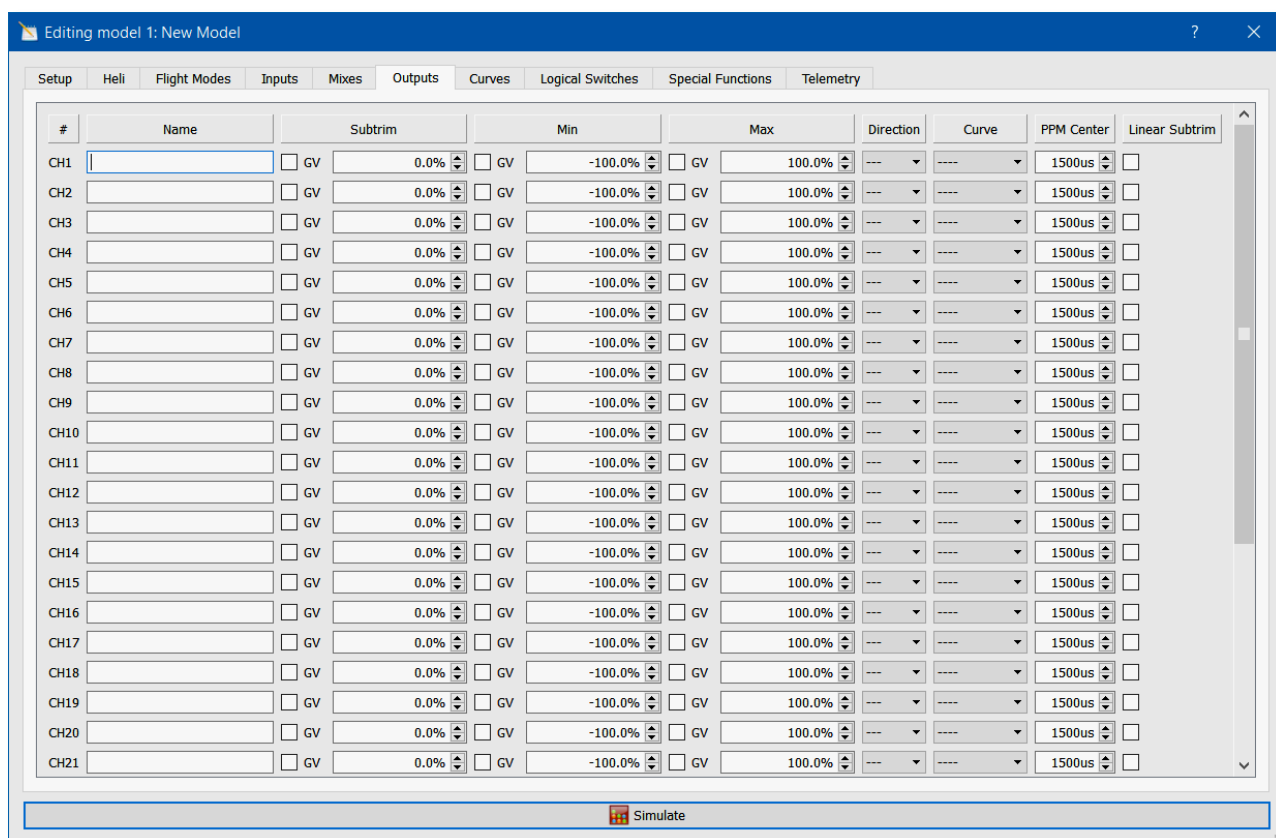 Editing model 1: New Model ?
Setup Heli Flight Modes Inputs Mixes Outputs Curves Logical Switches Special Functions Telemetry
# Name Subtrim Min Max Direction Curve PPM Center Linear Subtrim
CH1 GV 0.0% GV -100.0% GV 100.0% --- ---- 1500us
CH2 GV 0.0% GV -100.0% GV 100.0% --- ---- 1500us
CH3 GV 0.0% GV -100.0% GV 100.0% --- ---- 1500us
CH4 GV 0.0% GV -100.0% GV 100.0% --- ---- 1500us
CH5 GV 0.0% GV -100.0% GV 100.0% --- ---- 1500us
CH6 GV 0.0% GV -100.0% GV 100.0% --- ---- 1500us
CH7 GV 0.0% GV -100.0% GV 100.0% --- ---- 1500us
CH8 GV 0.0% GV -100.0% GV 100.0% --- ---- 1500us
CH9 GV 0.0% GV -100.0% GV 100.0% --- ---- 1500us
CH10 GV 0.0% GV -100.0% GV 100.0% --- ---- 1500us
CH11 GV 0.0% GV -100.0% GV 100.0% --- ---- 1500us
CH12 GV 0.0% GV -100.0% GV 100.0% --- ---- 1500us
CH13 GV 0.0% GV -100.0% GV 100.0% --- ---- 1500us
CH14 GV 0.0% GV -100.0% GV 100.0% --- ---- 1500us
CH15 GV 0.0% GV -100.0% GV 100.0% --- ---- 1500us
CH16 GV 0.0% GV -100.0% GV 100.0% --- ---- 1500us
CH17 GV 0.0% GV -100.0% GV 100.0% --- ---- 1500us
CH18 GV 0.0% GV -100.0% GV 100.0% --- ---- 1500us
CH19 GV 0.0% GV -100.0% GV 100.0% --- ---- 1500us
CH20 GV 0.0% GV -100.0% GV 100.0% --- ---- 1500us
CH21 GV 0.0% GV -100.0% GV 100.0% --- ---- 1500us
Simulate